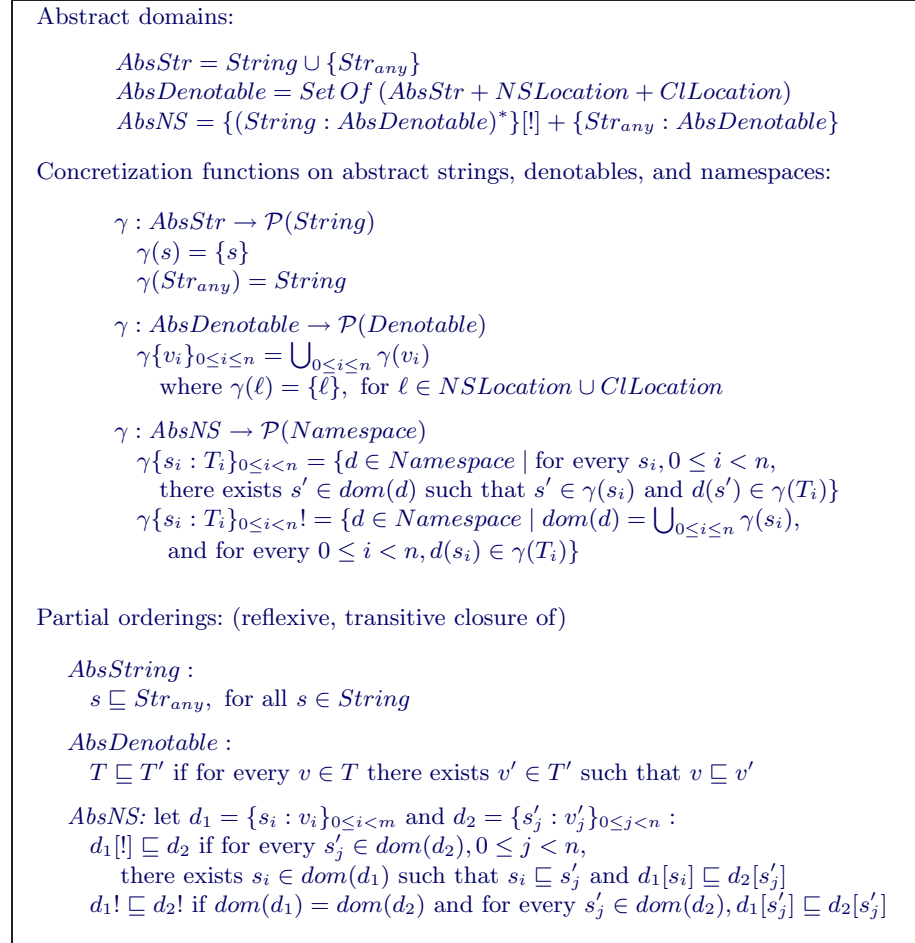 Abstract domains:
AbsStr = String ∪ {Str_any}
AbsDenotable = Set Of (AbsStr + NSLocation + ClLocation)
AbsNS = {(String : AbsDenotable)*}[!] + {Str_any : AbsDenotable}
Concretization functions on abstract strings, denotables, and namespaces:
γ : AbsStr → P(String)
γ(s) = {s}
γ(Str_any) = String
γ : AbsDenotable → P(Denotable)
γ{v_i}_{0≤i≤n} = ⋃_{0≤i≤n} γ(v_i)
where γ(ℓ) = {ℓ}, for ℓ ∈ NSLocation ∪ ClLocation
γ : AbsNS → P(Namespace)
γ{s_i : T_i}_{0≤i<n} = {d ∈ Namespace | for every s_i, 0 ≤ i < n,
there exists s′ ∈ dom(d) such that s′ ∈ γ(s_i) and d(s′) ∈ γ(T_i)}
γ{s_i : T_i}_{0≤i<n}! = {d ∈ Namespace | dom(d) = ⋃_{0≤i≤n} γ(s_i),
and for every 0 ≤ i < n, d(s_i) ∈ γ(T_i)}
Partial orderings: (reflexive, transitive closure of)
AbsString :
s ⊑ Str_any, for all s ∈ String
AbsDenotable :
T ⊑ T′ if for every v ∈ T there exists v′ ∈ T′ such that v ⊑ v′
AbsNS: let d_1 = {s_i : v_i}_{0≤i<m} and d_2 = {s′_j : v′_j}_{0≤j<n} :
d_1[!] ⊑ d_2 if for every s′_j ∈ dom(d_2), 0 ≤ j < n,
there exists s_i ∈ dom(d_1) such that s_i ⊑ s′_j and d_1[s_i] ⊑ d_2[s′_j]
d_1! ⊑ d_2! if dom(d_1) = dom(d_2) and for every s′_j ∈ dom(d_2), d_1[s′_j] ⊑ d_2[s′_j]